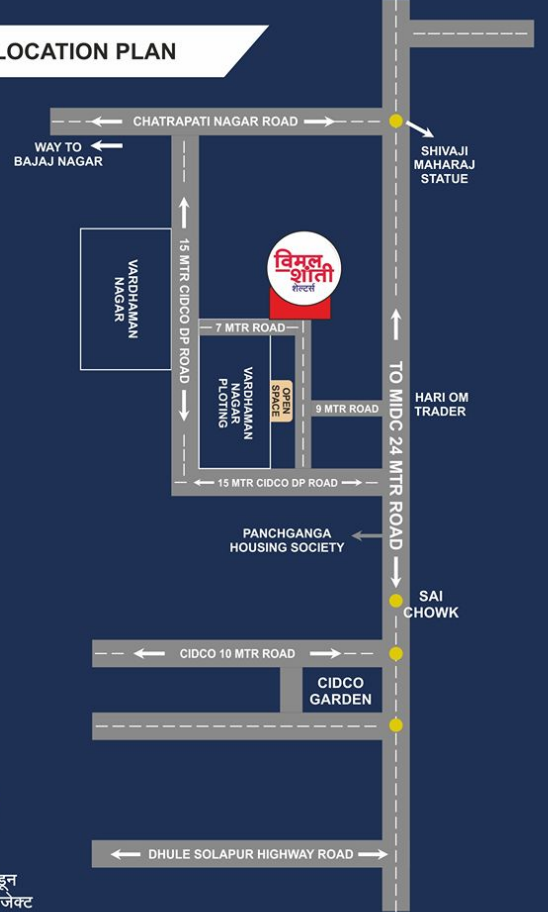 LOCATION PLAN
CHATRAPATI NAGAR ROAD
WAY TO
BAJAJ NAGAR
SHIVAJI
MAHARAJ
STATUE
VARDHAMAN
NAGAR
15 MTR CIDCO DP ROAD
विमल
शांती
शेल्टर्स
7 MTR ROAD
VARDHAMAN
NAGAR
PLOTING
OPEN
SPACE
9 MTR ROAD
TO MIDC 24 MTR ROAD
HARI OM
TRADER
15 MTR CIDCO DP ROAD
PANCHGANGA
HOUSING SOCIETY
SAI
CHOWK
CIDCO 10 MTR ROAD
CIDCO
GARDEN
DHULE SOLAPUR HIGHWAY ROAD